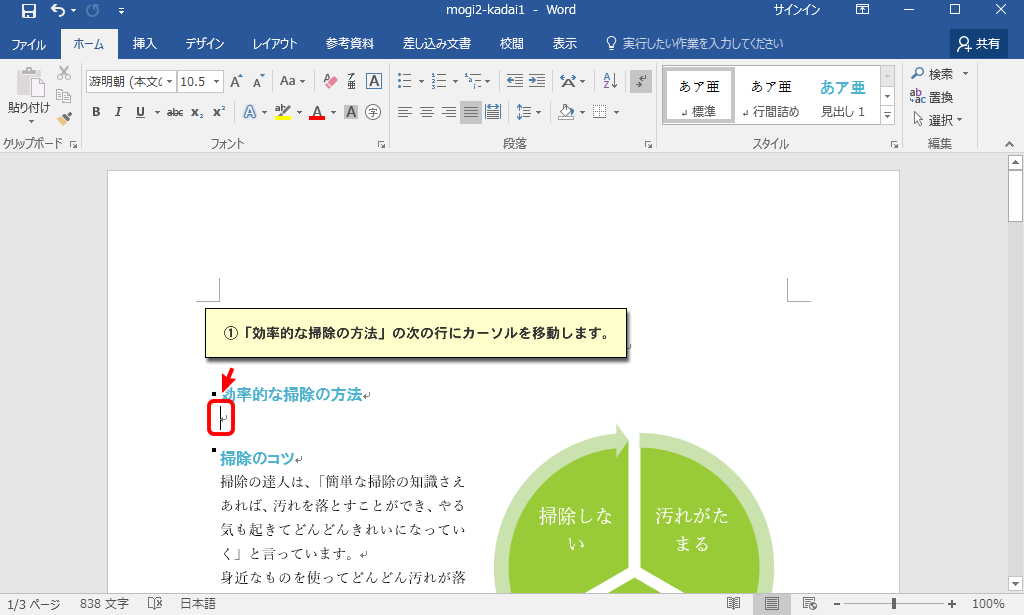 mogi2-kadai1 - Word
サインイン
ファイル ホーム 挿入 デザイン レイアウト 参考資料 差し込み文書 校閲 表示 実行したい作業を入力してください 共有
貼り付け
游明朝 (本文(
10.5
Aa
B I U abc x₂ x²
あア亜 あア亜 あア亜
↲標準 ↲行間詰め 見出し 1
検索
置換
選択
クリップボード フォント 段落 スタイル 編集
①「効率的な掃除の方法」の次の行にカーソルを移動します。
効率的な掃除の方法↵
掃除のコツ↵
掃除の達人は、「簡単な掃除の知識さえ
あれば、汚れを落とすことができ、やる
気も起きてどんどんきれいになってい
く」と言っています。↵
身近なものを使ってどんどん汚れが落
掃除しな
い
汚れがた
まる
1/3 ページ 838 文字 日本語
100%